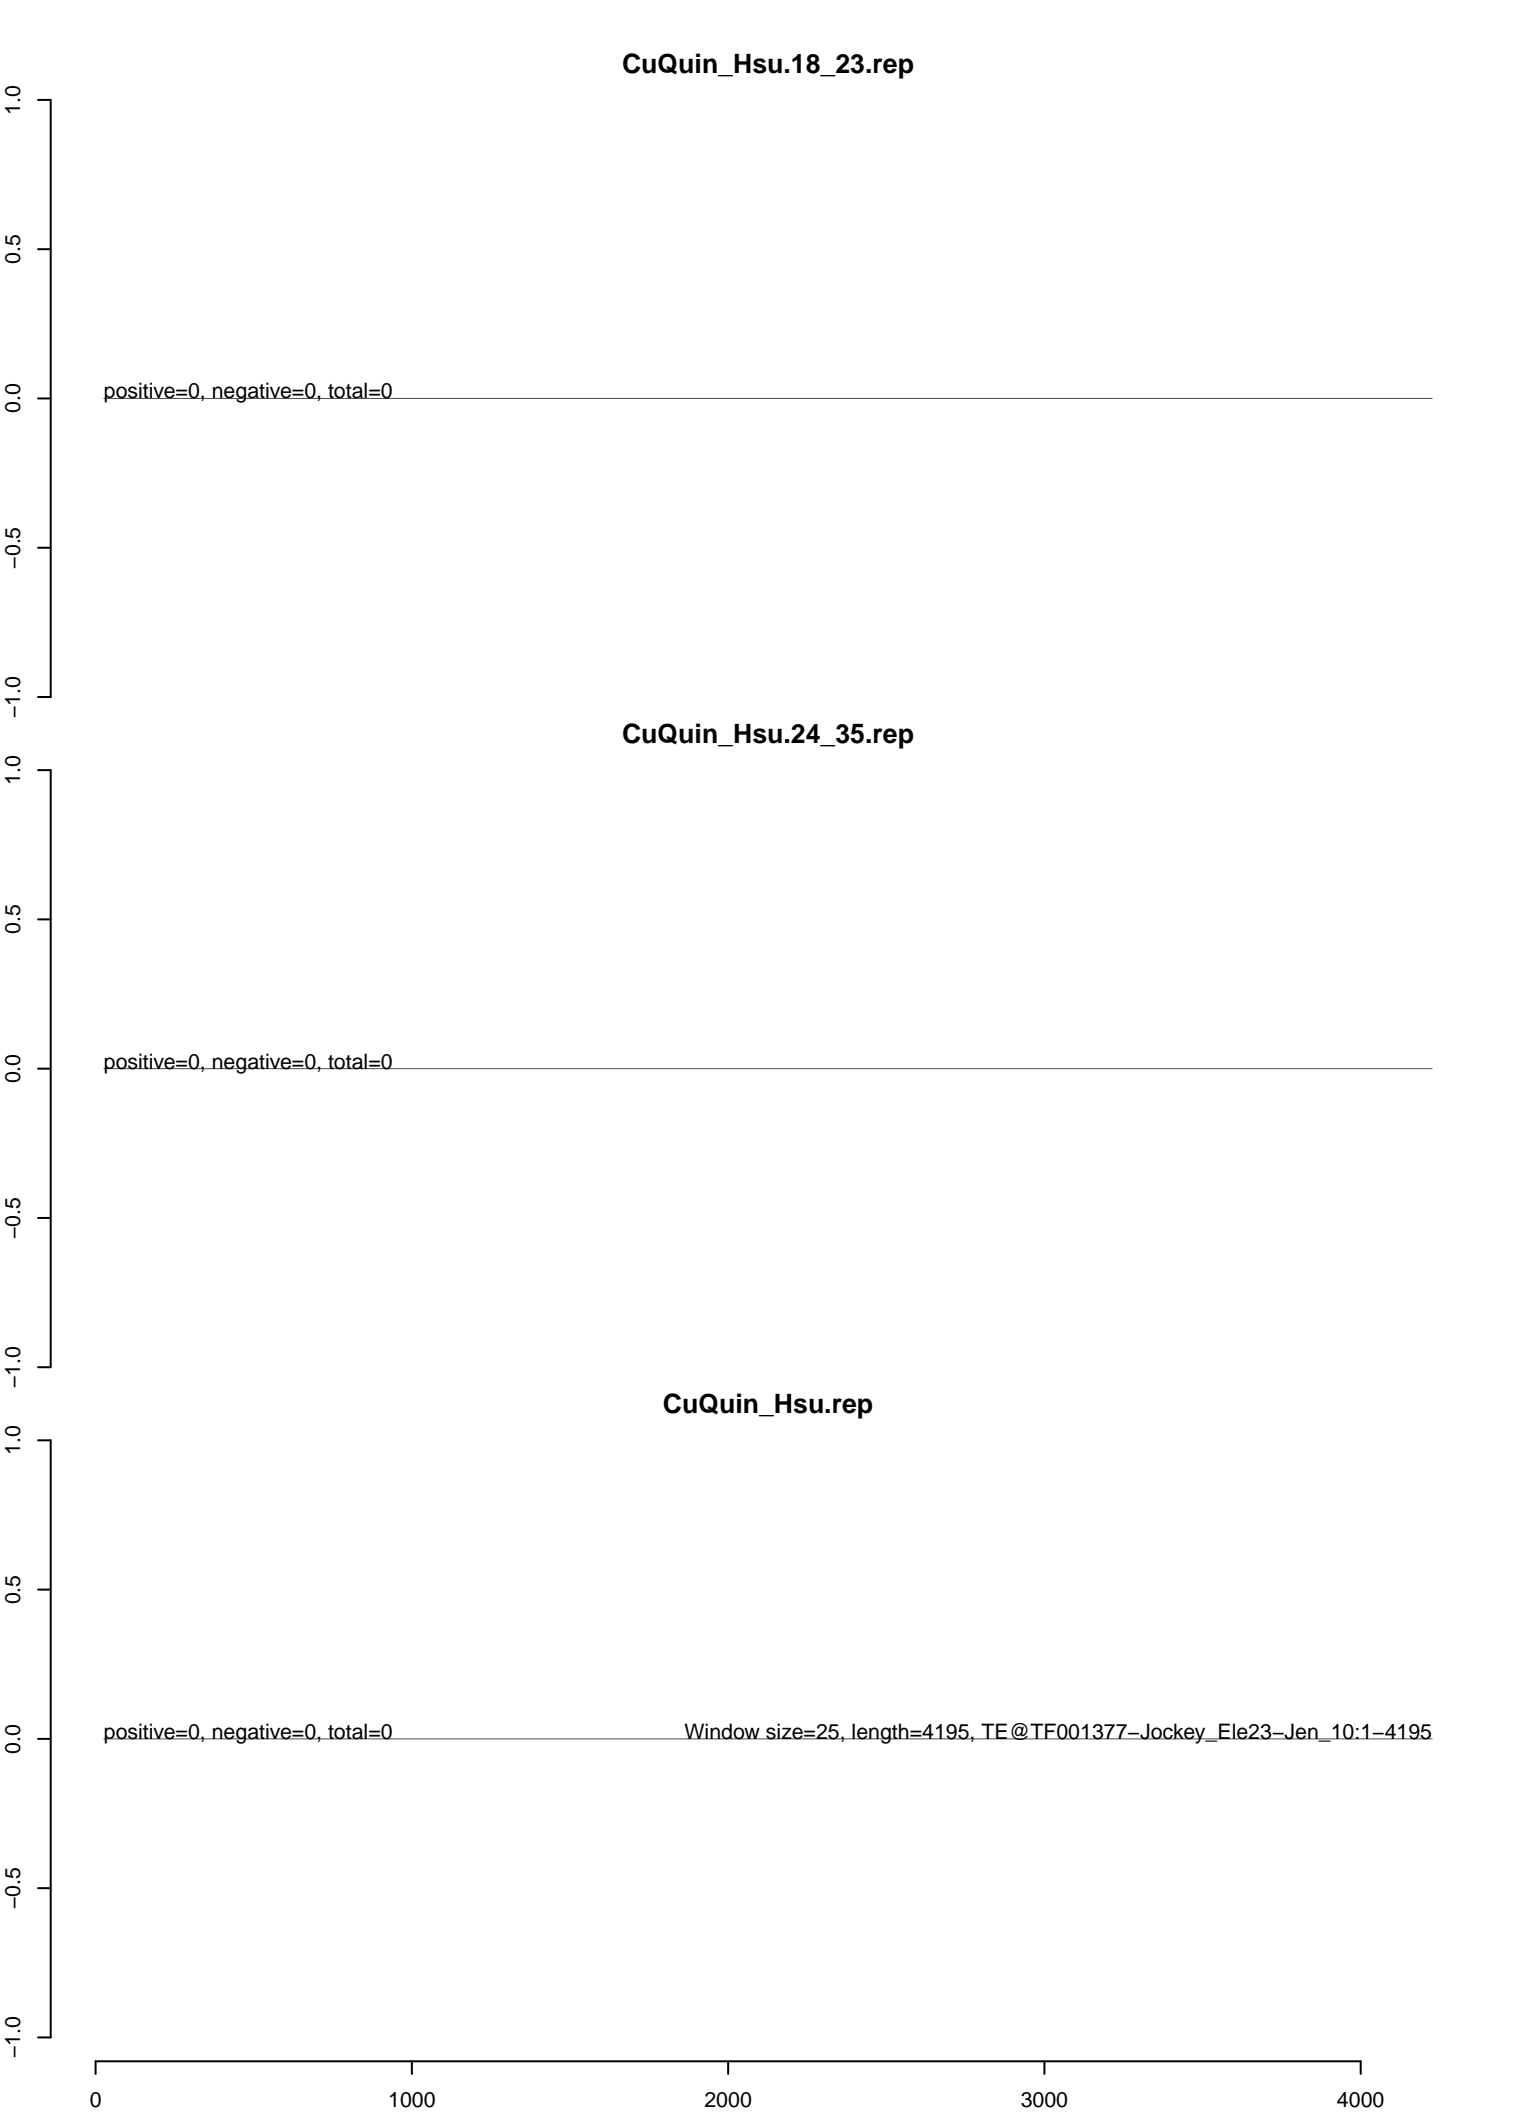 CuQuin_Hsu.18_23.rep
1.0
0.5
0.0
−0.5
−1.0
positive=0, negative=0, total=0
CuQuin_Hsu.24_35.rep
1.0
0.5
0.0
−0.5
−1.0
positive=0, negative=0, total=0
CuQuin_Hsu.rep
1.0
0.5
0.0
−0.5
−1.0
positive=0, negative=0, total=0
Window size=25, length=4195, TE@TF001377−Jockey_Ele23−Jen_10:1−4195
0 1000 2000 3000 4000